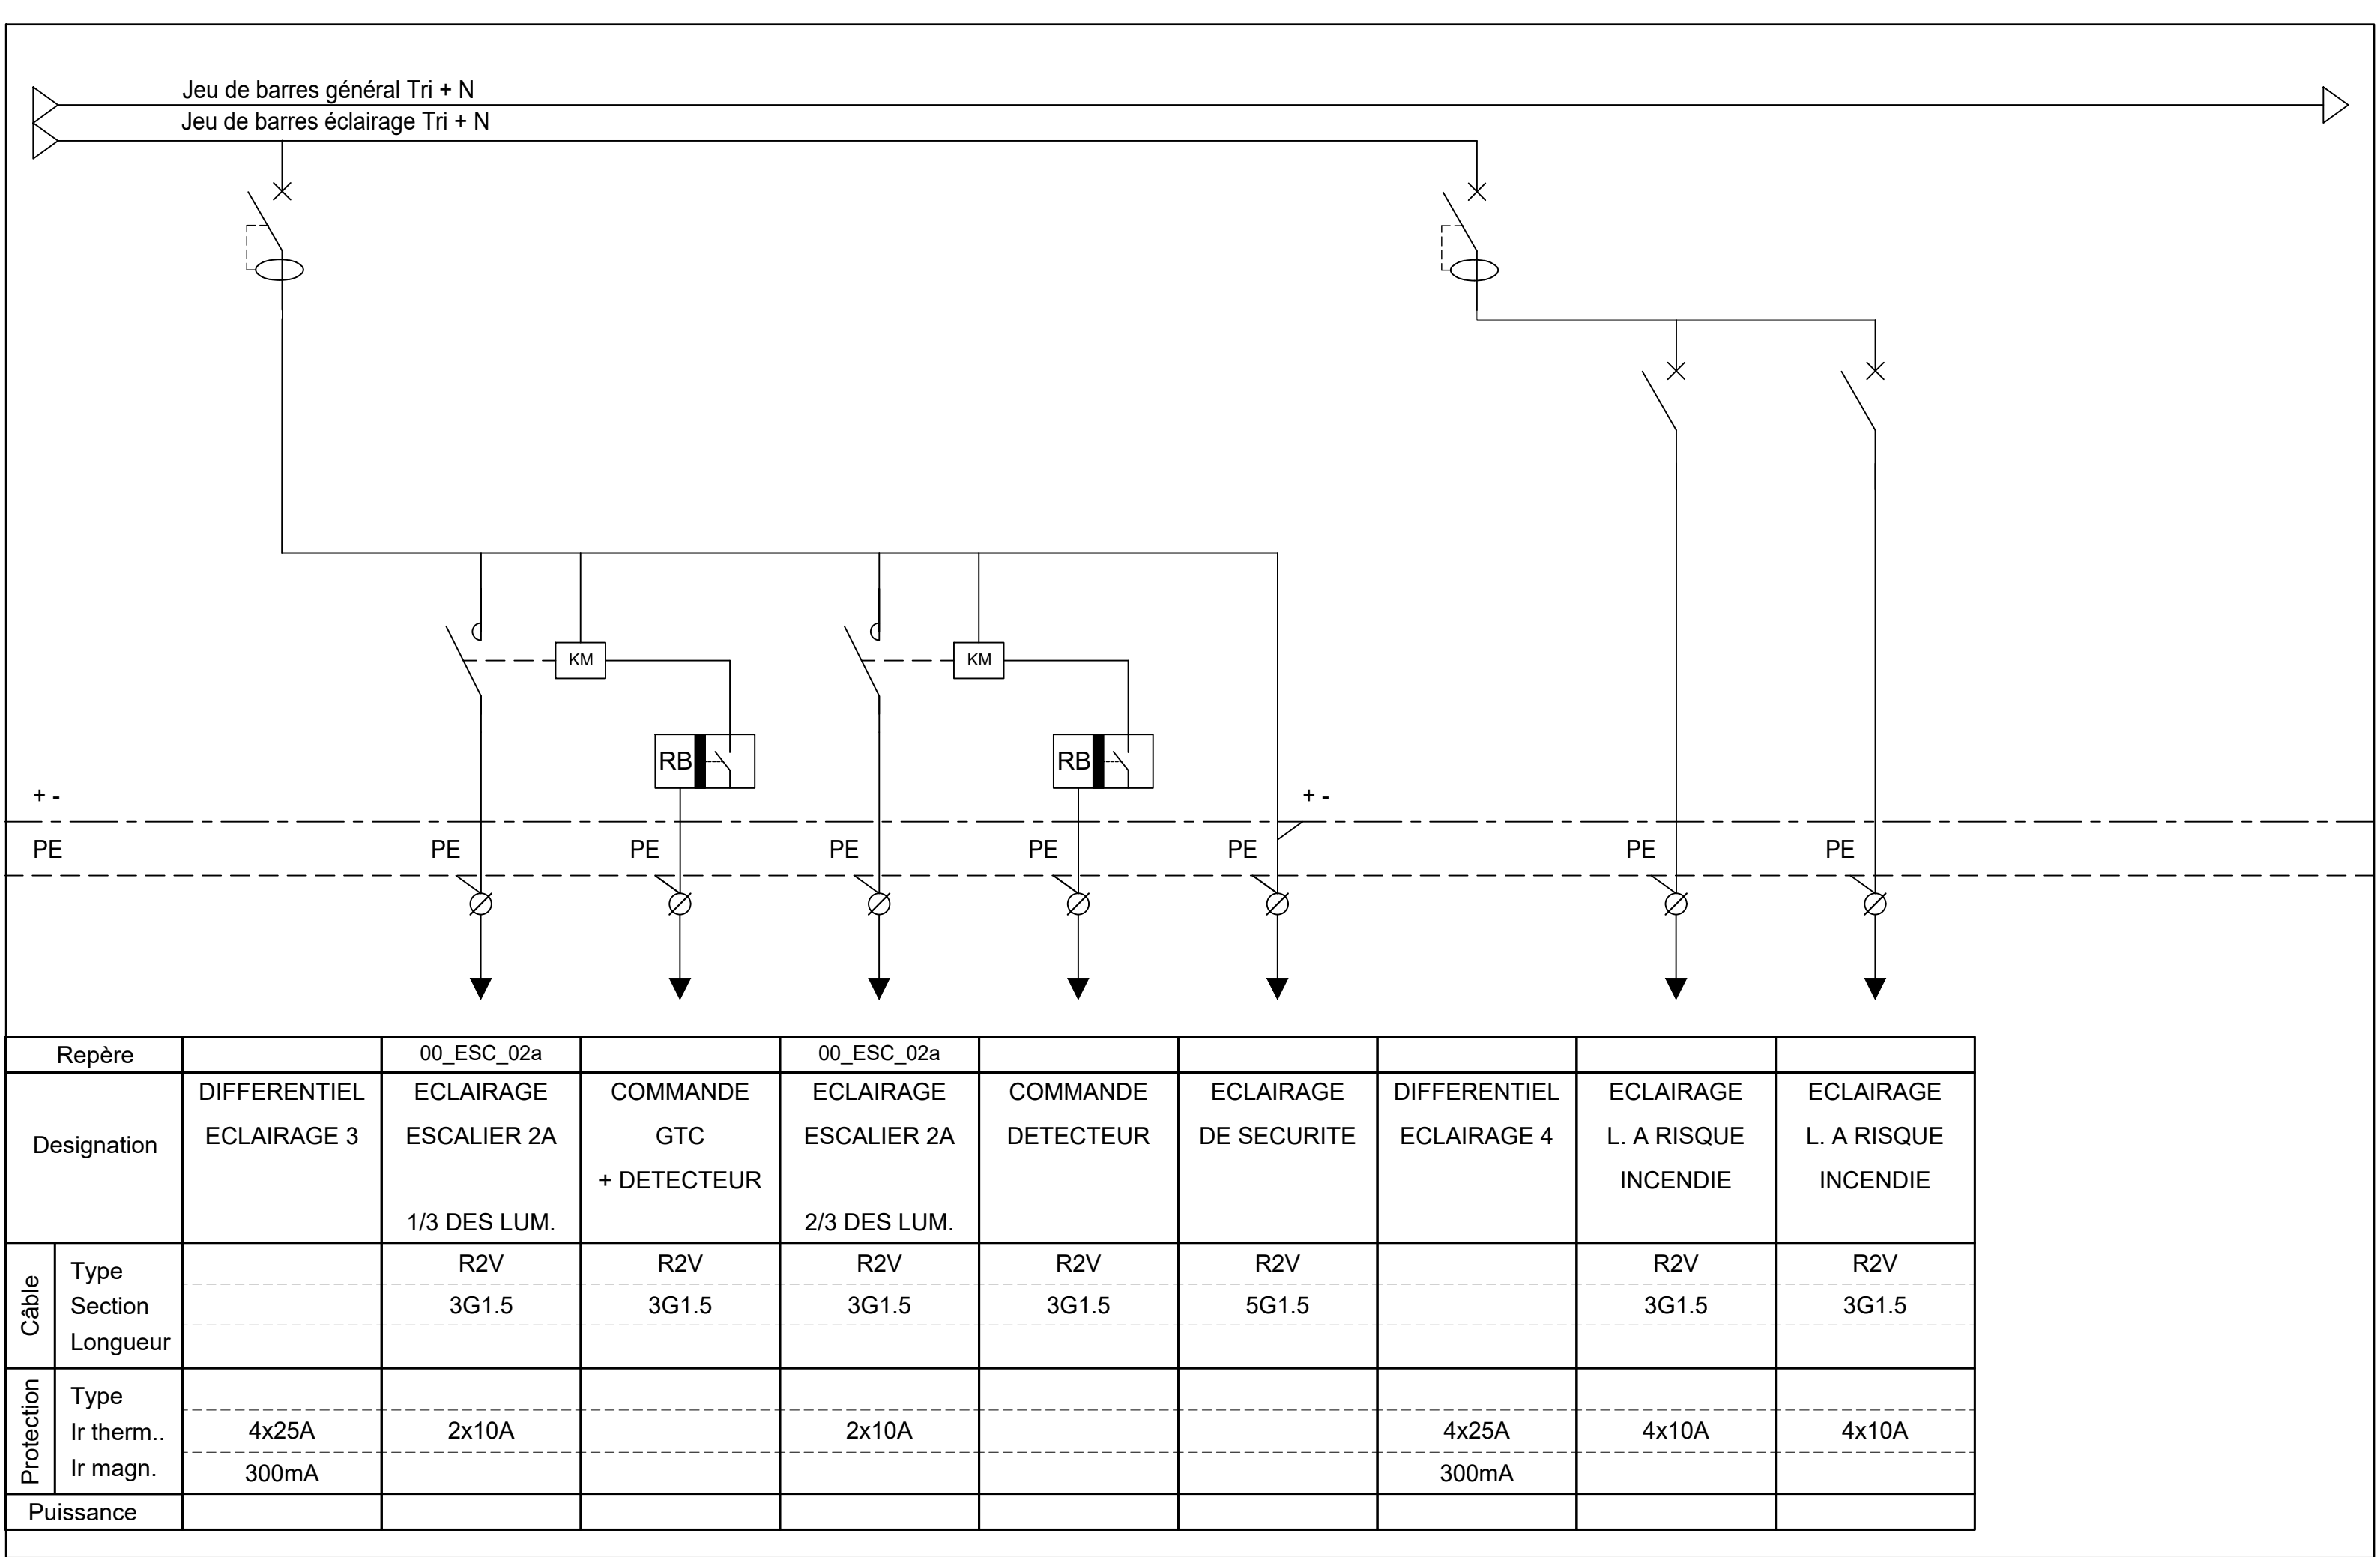 Jeu de barres général Tri + N
Jeu de barres éclairage Tri + N
KM
KM
RB
RB
+ -
+ -
PE
PE
PE
PE
PE
PE
PE
PE
Repère
00_ESC_02a
00_ESC_02a
Designation
DIFFERENTIEL
ECLAIRAGE 3
ECLAIRAGE
ESCALIER 2A
1/3 DES LUM.
COMMANDE
GTC
+ DETECTEUR
ECLAIRAGE
ESCALIER 2A
2/3 DES LUM.
COMMANDE
DETECTEUR
ECLAIRAGE
DE SECURITE
DIFFERENTIEL
ECLAIRAGE 4
ECLAIRAGE
L. A RISQUE
INCENDIE
ECLAIRAGE
L. A RISQUE
INCENDIE
Câble
Type
R2V
R2V
R2V
R2V
R2V
R2V
R2V
Section
3G1.5
3G1.5
3G1.5
3G1.5
5G1.5
3G1.5
3G1.5
Longueur
Protection
Type
Ir therm..
4x25A
2x10A
2x10A
4x25A
4x10A
4x10A
Ir magn.
300mA
300mA
Puissance